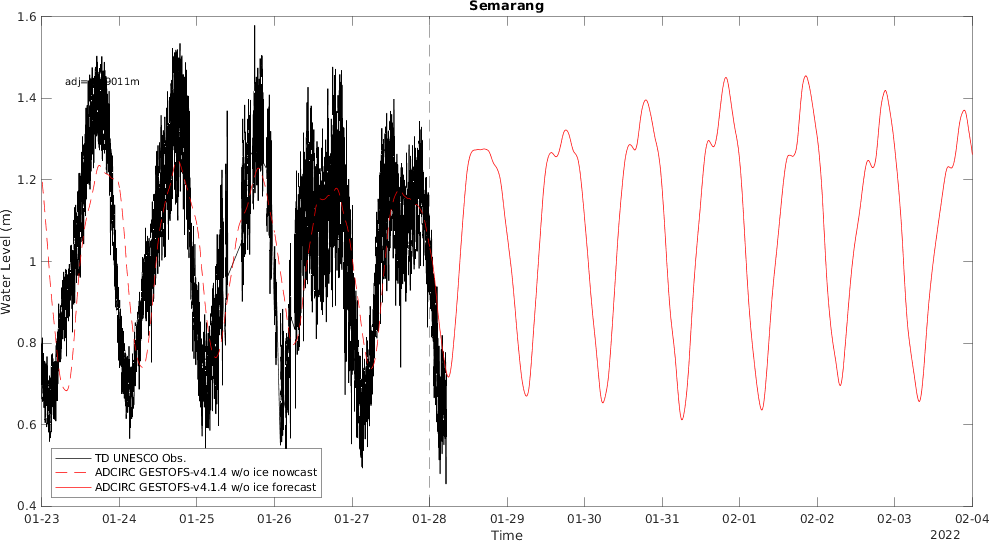 Semarang
1.6
1.4
1.2
1
0.8
0.6
0.4
Water Level (m)
TD UNESCO Obs.
ADCIRC GESTOFS-v4.1.4 w/o ice nowcast
ADCIRC GESTOFS-v4.1.4 w/o ice forecast
01-23 01-24 01-25 01-26 01-27 01-28 01-29 01-30 01-31 02-01 02-02 02-03 02-04
Time
2022